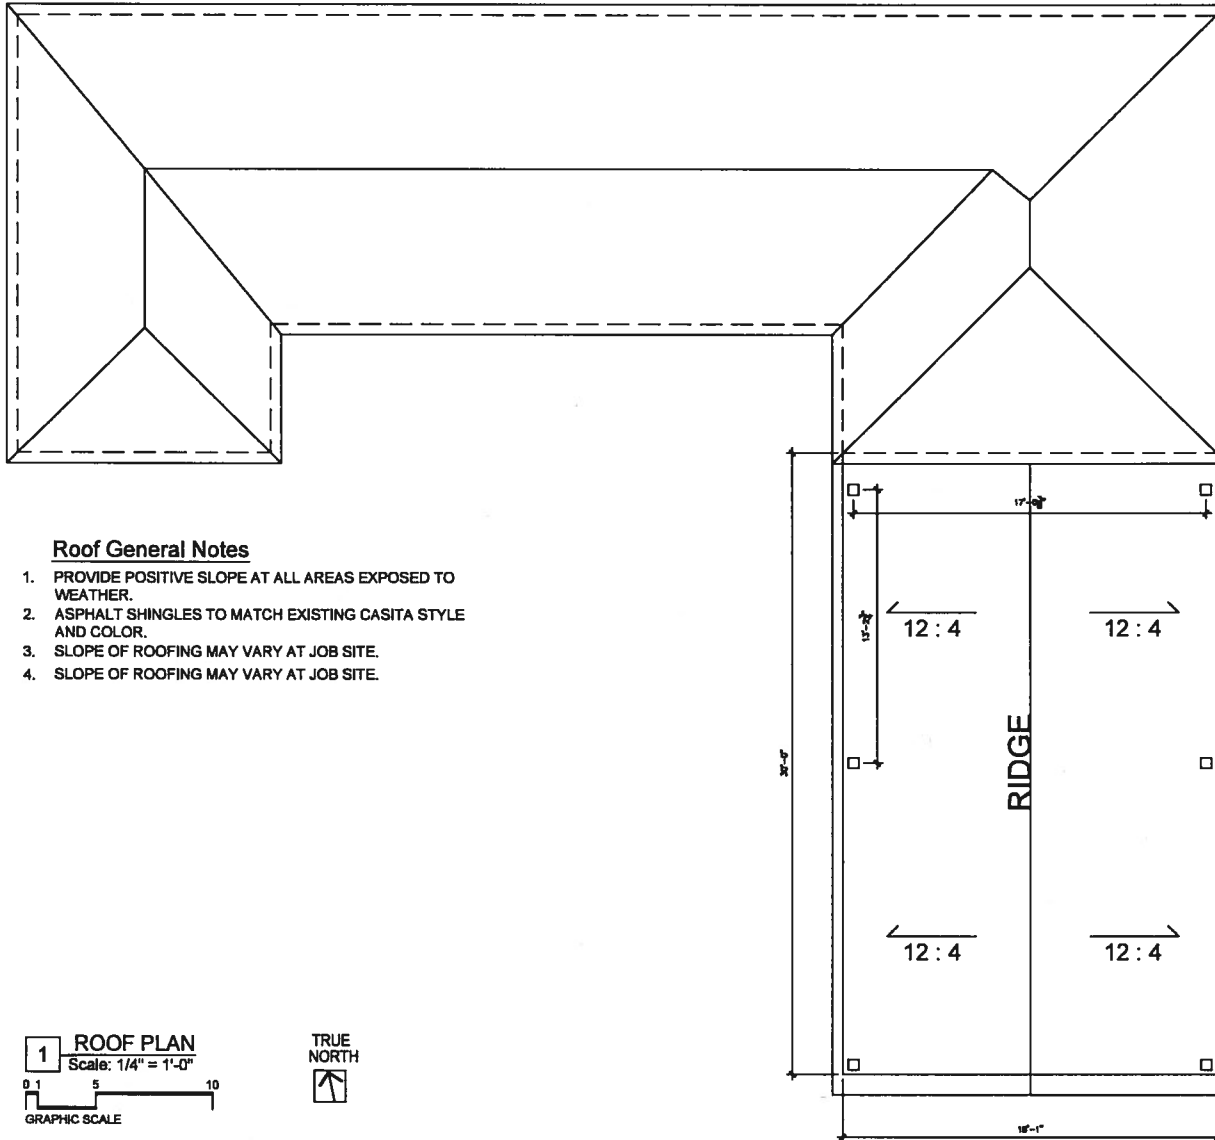 Roof General Notes
1. PROVIDE POSITIVE SLOPE AT ALL AREAS EXPOSED TO
WEATHER.
2. ASPHALT SHINGLES TO MATCH EXISTING CASITA STYLE
AND COLOR.
3. SLOPE OF ROOFING MAY VARY AT JOB SITE.
4. SLOPE OF ROOFING MAY VARY AT JOB SITE.
12 : 4
12 : 4
30'-0"
RIDGE
12 : 4
12 : 4
1
ROOF PLAN
Scale: 1/4" = 1'-0"
0 1 5 10
GRAPHIC SCALE
TRUE
NORTH